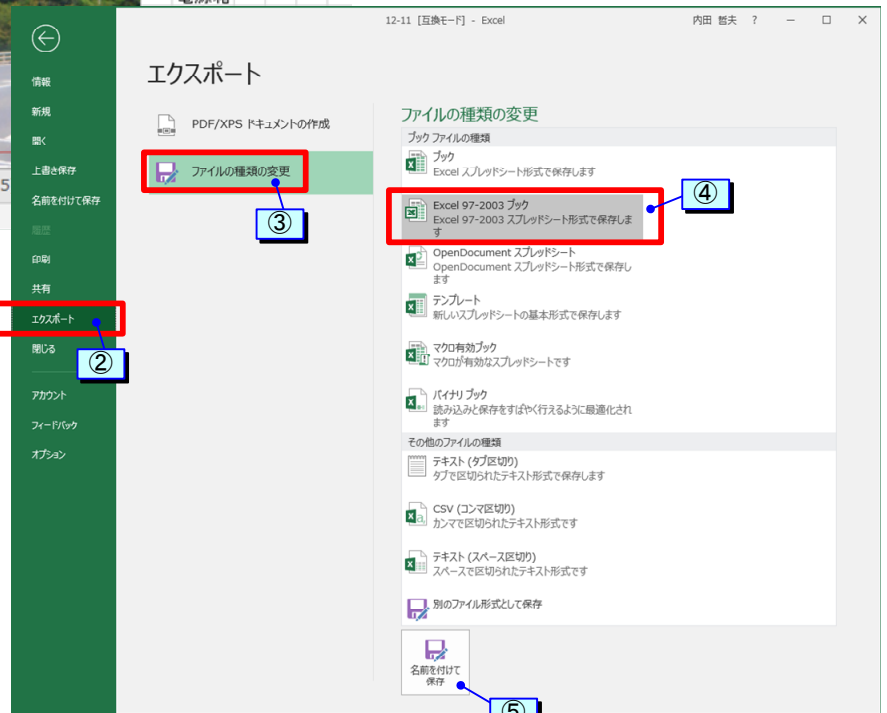 電源箱
12-11 [互換モード] - Excel
内田 哲夫 ?
情報
新規
開く
上書き保存
5
名前を付けて保存
履歴
印刷
共有
エクスポート
②
閉じる
アカウント
フィードバック
オプション
エクスポート
PDF/XPS ドキュメントの作成
ファイルの種類の変更
③
ファイルの種類の変更
ブック ファイルの種類
ブック
Excel スプレッドシート形式で保存します
Excel 97-2003 ブック
Excel 97-2003 スプレッドシート形式で保存しま
す
④
OpenDocument スプレッドシート
OpenDocument スプレッドシート形式で保存し
ます
テンプレート
新しいスプレッドシートの基本形式で保存します
マクロ有効ブック
マクロが有効なスプレッドシートです
バイナリ ブック
読み込みと保存をすばやく行えるように最適化され
ます
その他のファイルの種類
テキスト (タブ区切り)
タブで区切られたテキスト形式で保存します
CSV (コンマ区切り)
カンマで区切られたテキスト形式です
テキスト (スペース区切り)
スペースで区切られたテキスト形式です
別のファイル形式として保存
名前を付けて
保存
⑤